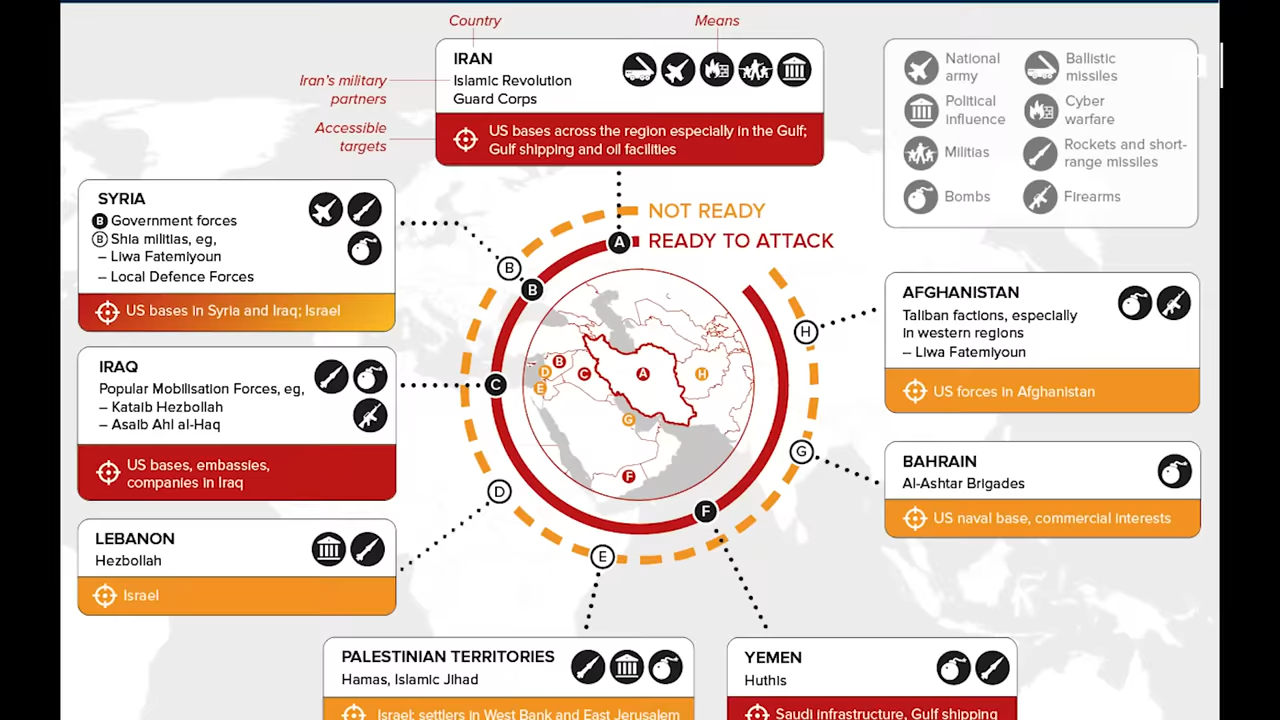 Country
Means
IRAN
Islamic Revolution
Guard Corps
Iran's military
partners
Accessible
targets
US bases across the region especially in the Gulf;
Gulf shipping and oil facilities
National
army
Ballistic
missiles
Political
influence
Cyber
warfare
Militias
Rockets and short-
range missiles
Bombs
Firearms
SYRIA
B Government forces
B Shia militias, eg,
– Liwa Fatemiyoun
– Local Defence Forces
US bases in Syria and Iraq; Israel
NOT READY
READY TO ATTACK
A
B
B
C
D
E
F
G
H
B
D
C
A
H
E
G
F
IRAQ
Popular Mobilisation Forces, eg,
– Kataib Hezbollah
– Asaib Ahl al-Haq
US bases, embassies,
companies in Iraq
LEBANON
Hezbollah
Israel
AFGHANISTAN
Taliban factions, especially
in western regions
– Liwa Fatemiyoun
US forces in Afghanistan
BAHRAIN
Al-Ashtar Brigades
US naval base, commercial interests
PALESTINIAN TERRITORIES
Hamas, Islamic Jihad
Israel; settlers in West Bank and East Jerusalem
YEMEN
Huthis
Saudi infrastructure, Gulf shipping